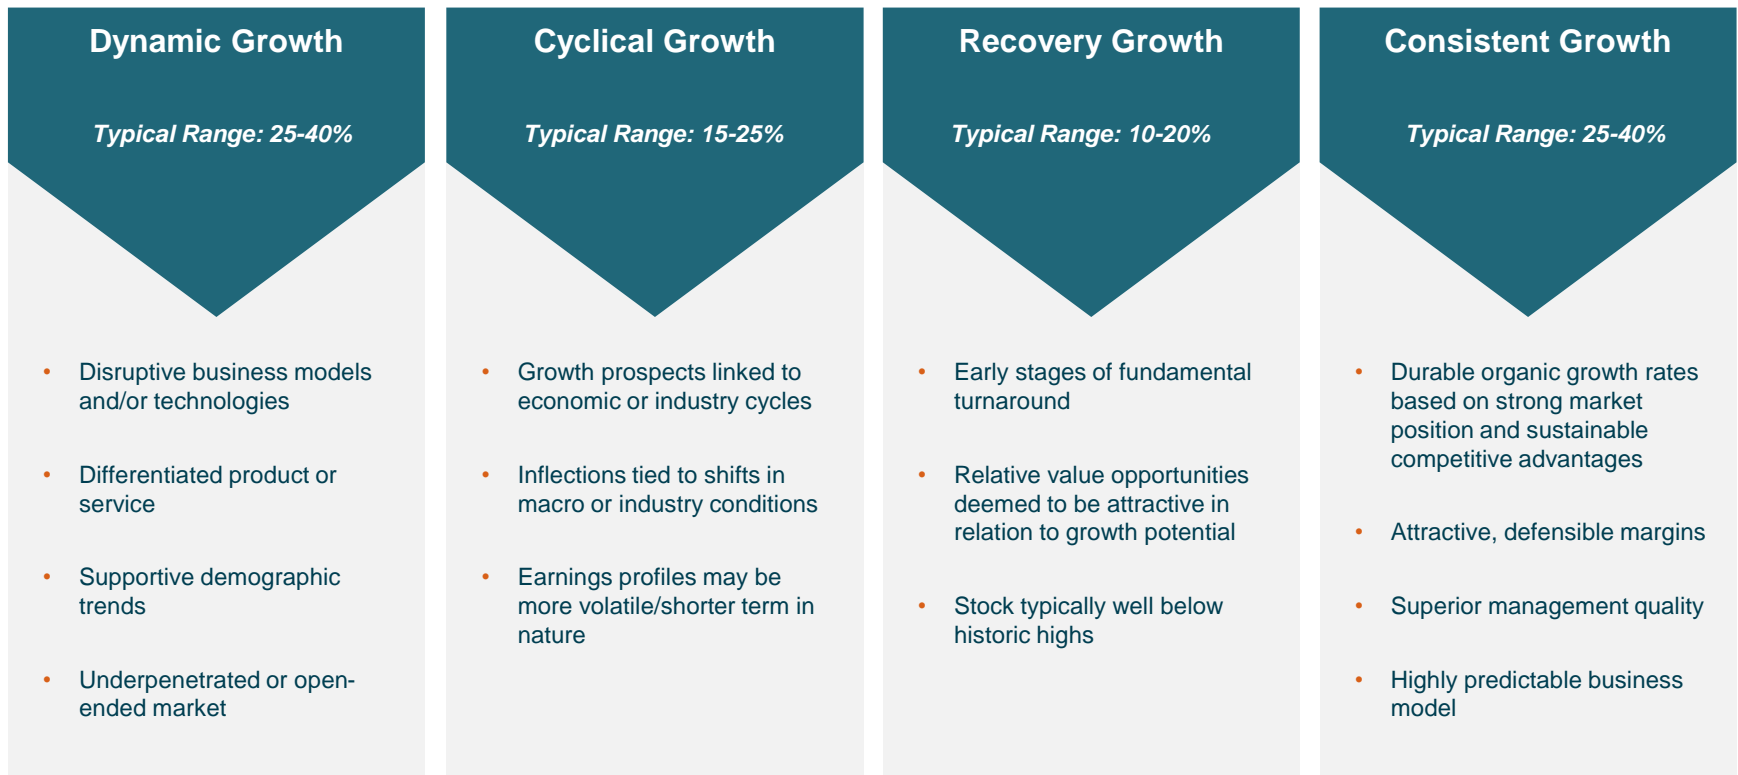 Dynamic Growth
Typical Range: 25-40%
• Disruptive business models
and/or technologies
• Differentiated product or
service
• Supportive demographic
trends
• Underpenetrated or open-
ended market
Cyclical Growth
Typical Range: 15-25%
• Growth prospects linked to
economic or industry cycles
• Inflections tied to shifts in
macro or industry conditions
• Earnings profiles may be
more volatile/shorter term in
nature
Recovery Growth
Typical Range: 10-20%
• Early stages of fundamental
turnaround
• Relative value opportunities
deemed to be attractive in
relation to growth potential
• Stock typically well below
historic highs
Consistent Growth
Typical Range: 25-40%
• Durable organic growth rates
based on strong market
position and sustainable
competitive advantages
• Attractive, defensible margins
• Superior management quality
• Highly predictable business
model